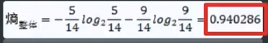 熵整体 = -5/14 log₂ 5/14 - 9/14 log₂ 9/14 = 0.940286